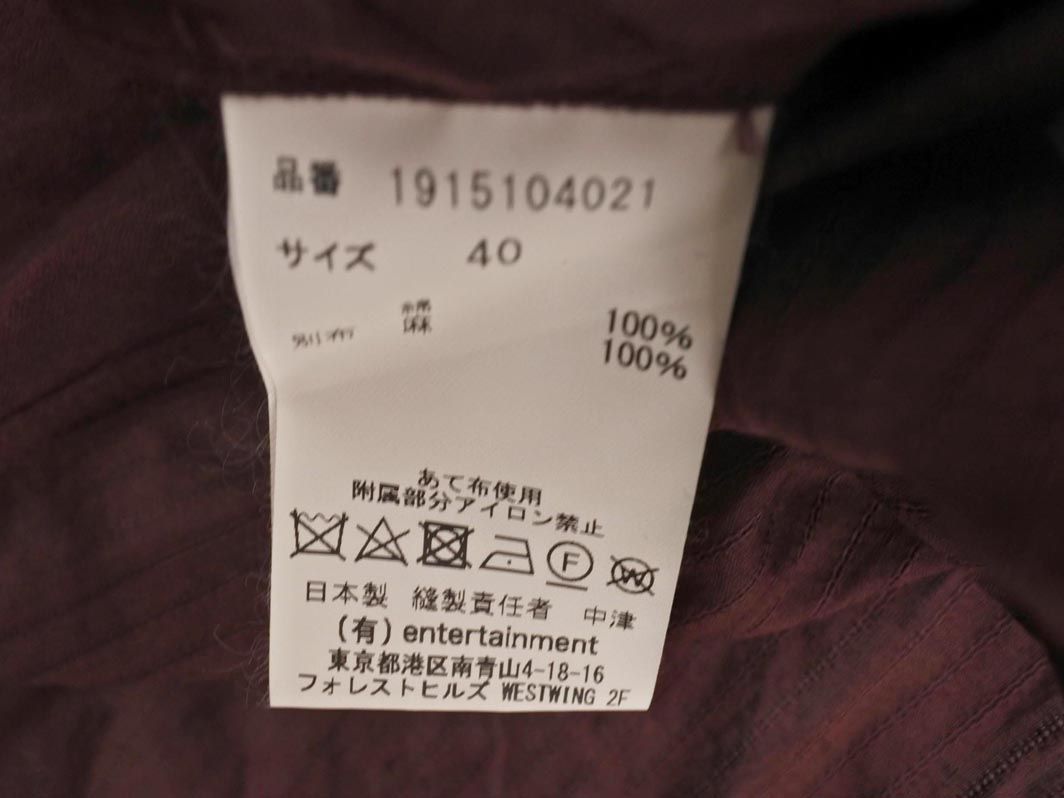 品番 1915104021
サイズ 40
綿 100%
麻 100%
あて布使用
附属部分アイロン禁止
F W
日本製 縫製責任者 中津
(有) entertainment
東京都港区南青山4-18-16
フォレストヒルズ WESTWING 2F